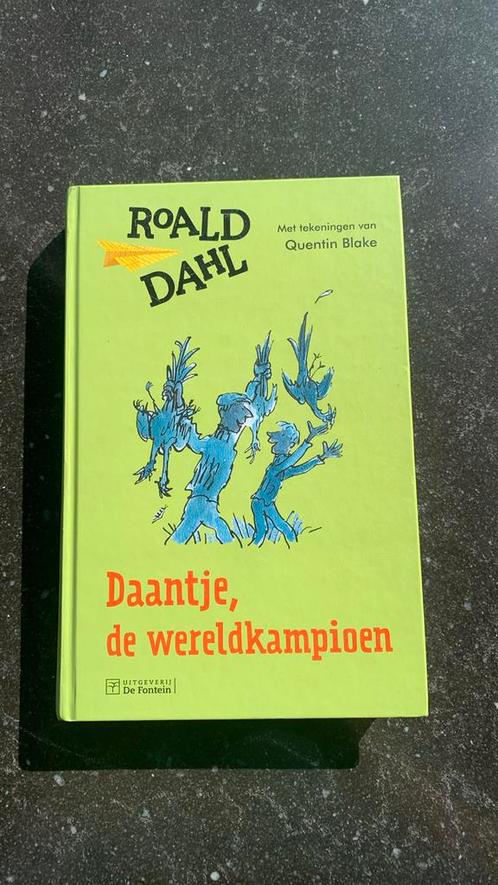 ROALD
DAHL
Met tekeningen van
Quentin Blake
Daantje,
de wereldkampioen
UITGEVERIJ
De Fontein